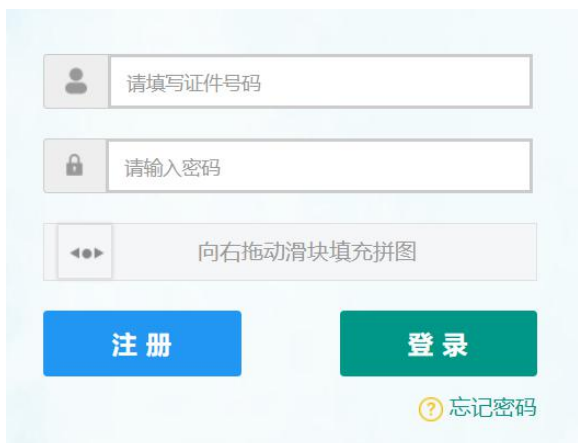 请填写证件号码
请输入密码
向右拖动滑块填充拼图
注册
登录
? 忘记密码